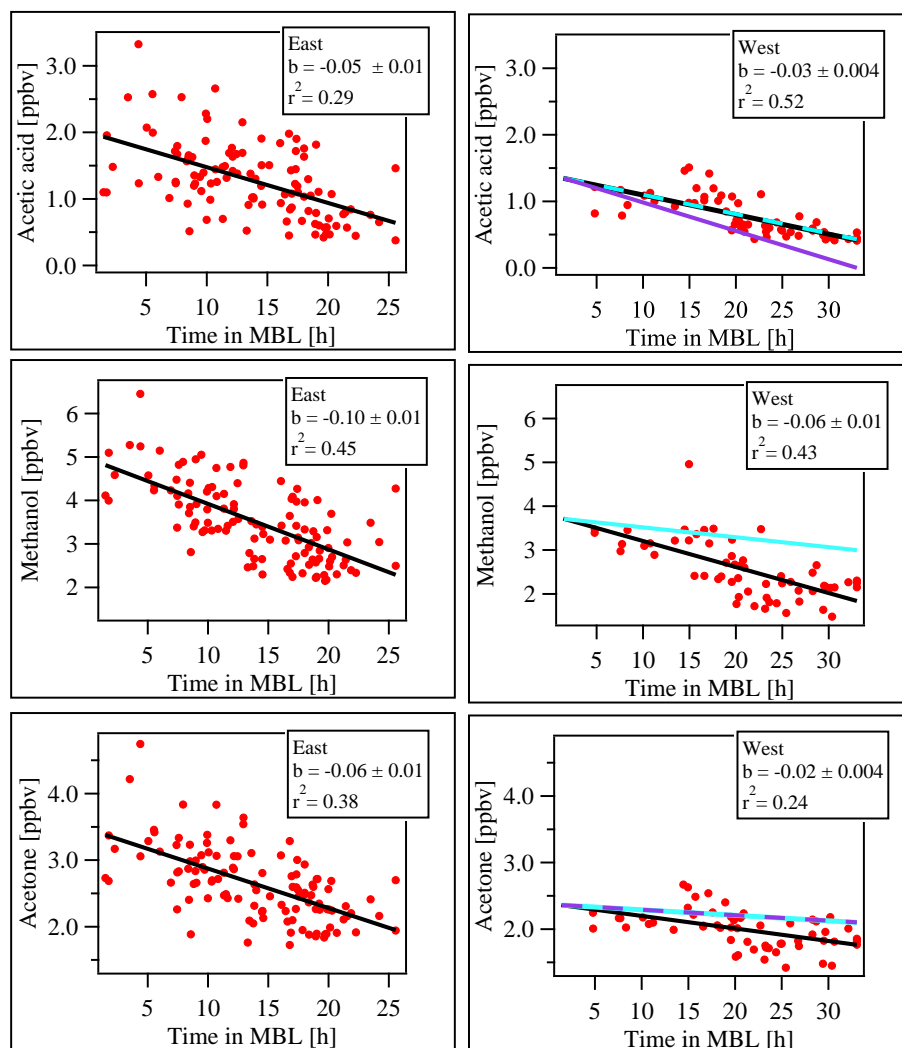 East
b = -0.05 ± 0.01
r² = 0.29
Acetic acid [ppbv]
3.0
2.0
1.0
0.0
5 10 15 20 25
Time in MBL [h]
West
b = -0.03 ± 0.004
r² = 0.52
Acetic acid [ppbv]
3.0
2.0
1.0
0.0
5 10 15 20 25 30
Time in MBL [h]
East
b = -0.10 ± 0.01
r² = 0.45
Methanol [ppbv]
6
5
4
3
2
5 10 15 20 25
Time in MBL [h]
West
b = -0.06 ± 0.01
r² = 0.43
Methanol [ppbv]
6
5
4
3
2
5 10 15 20 25 30
Time in MBL [h]
East
b = -0.06 ± 0.01
r² = 0.38
Acetone [ppbv]
4.0
3.0
2.0
5 10 15 20 25
Time in MBL [h]
West
b = -0.02 ± 0.004
r² = 0.24
Acetone [ppbv]
4.0
3.0
2.0
5 10 15 20 25 30
Time in MBL [h]